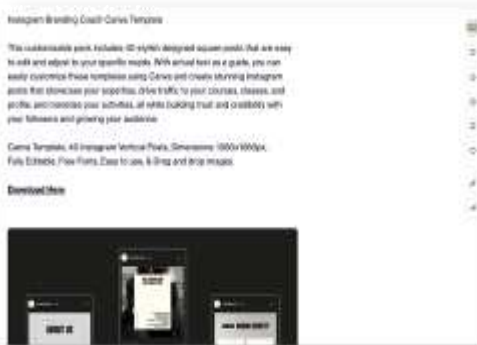 Instagram Branding Coach Canva Template
This customizable pack includes 40 stylish designed square posts that are easy
to edit and adjust to your specific needs. With actual text as a guide, you can
easily customize these templates using Canva and create stunning Instagram
posts that showcase your expertise, drive traffic to your courses, classes, and
profile, and monetize your activities, all while building trust and credibility with
your followers and growing your audience.
Canva Template, 40 Instagram Vertical Posts, Dimensions: 1080x
Fully Editable, Free Fonts, Easy to use, & Drag and drop images
Download Here
ABOUT US